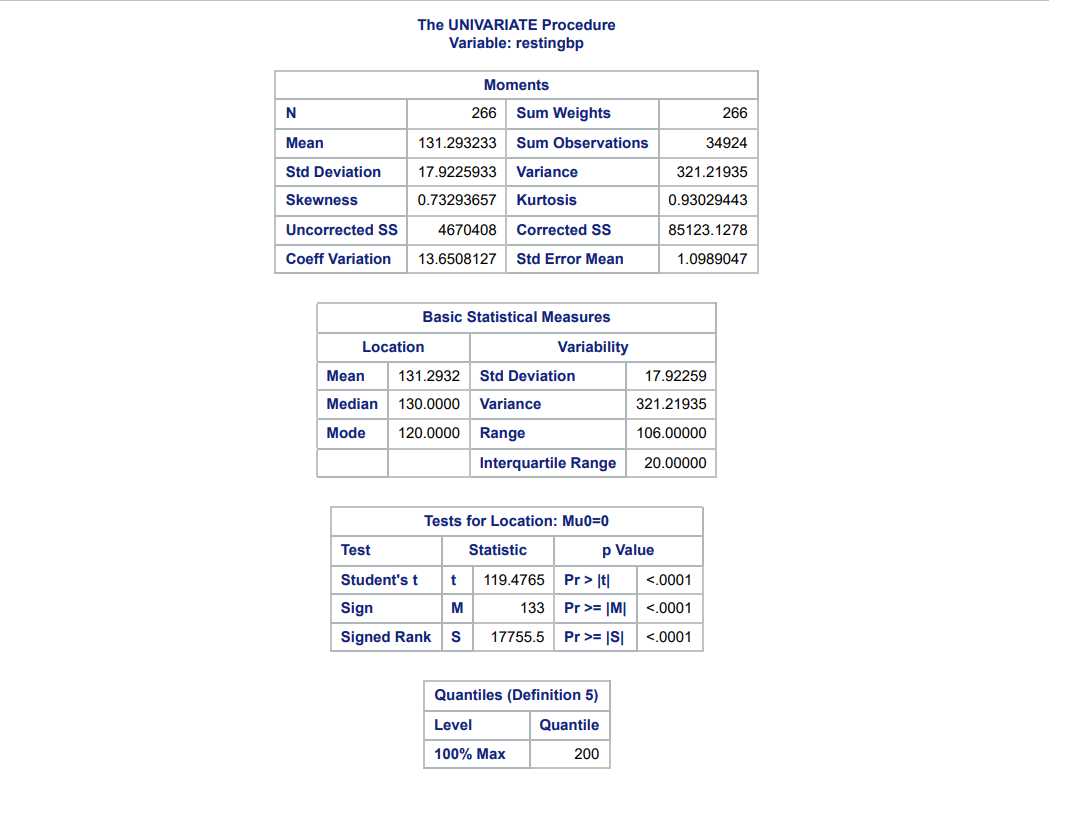 The UNIVARIATE Procedure
Variable: restingbp
Moments
N 266 Sum Weights 266
Mean 131.293233 Sum Observations 34924
Std Deviation 17.9225933 Variance 321.21935
Skewness 0.73293657 Kurtosis 0.93029443
Uncorrected SS 4670408 Corrected SS 85123.1278
Coeff Variation 13.6508127 Std Error Mean 1.0989047
Basic Statistical Measures
Location Variability
Mean 131.2932 Std Deviation 17.92259
Median 130.0000 Variance 321.21935
Mode 120.0000 Range 106.00000
Interquartile Range 20.00000
Tests for Location: Mu0=0
Test Statistic p Value
Student's t t 119.4765 Pr > |t| <.0001
Sign M 133 Pr >= |M| <.0001
Signed Rank S 17755.5 Pr >= |S| <.0001
Quantiles (Definition 5)
Level Quantile
100% Max 200